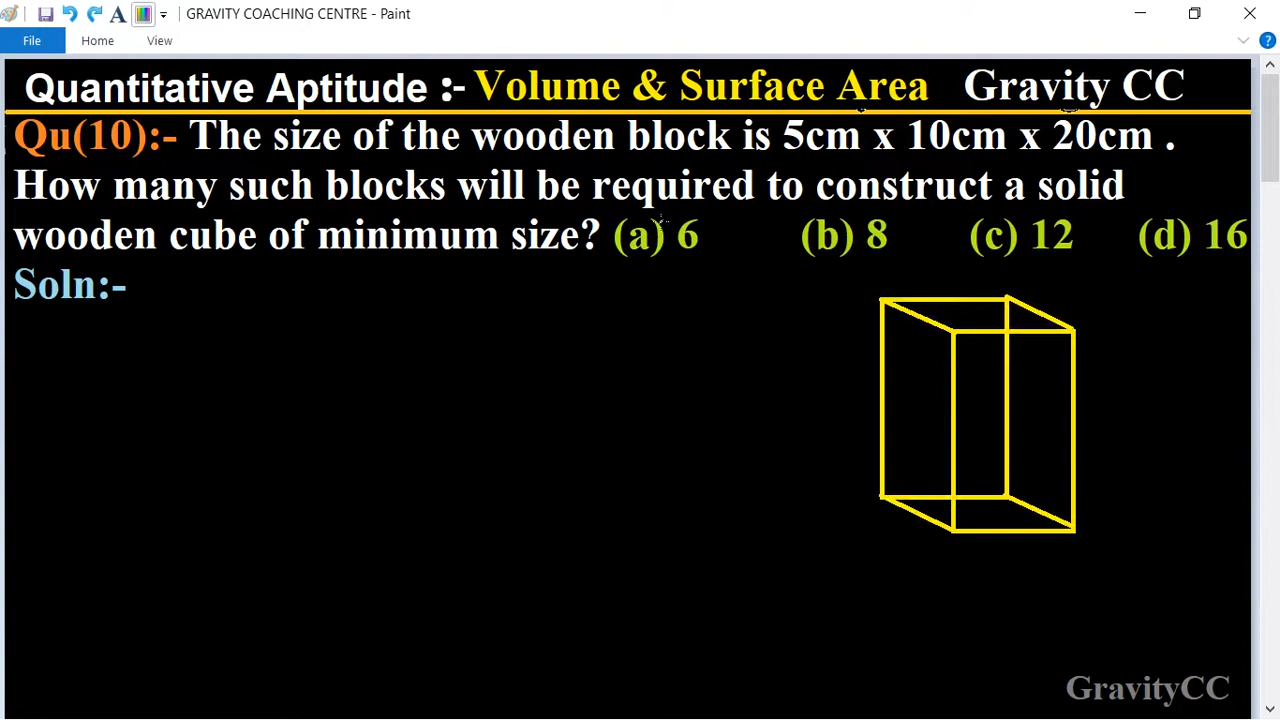 GRAVITY COACHING CENTRE - Paint
File Home View
Quantitative Aptitude :- Volume & Surface Area Gravity CC
Qu(10):- The size of the wooden block is 5cm x 10cm x 20cm .
How many such blocks will be required to construct a solid
wooden cube of minimum size? (a) 6 (b) 8 (c) 12 (d) 16
Soln:-
GravityCC